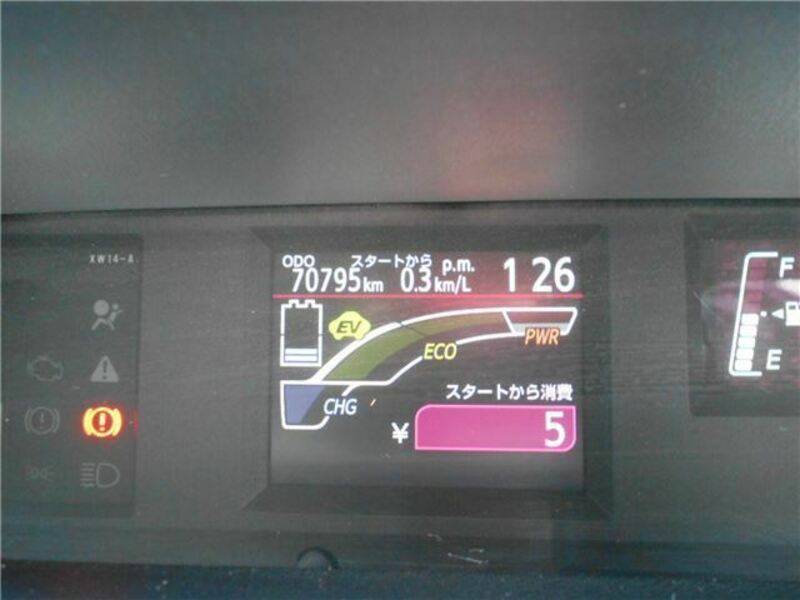 XW14-A
ODO スタートから p.m.
70795km 0.3km/L 1 26
EV
ECO
PWR
CHG
スタートから消費
¥ 5
F
E